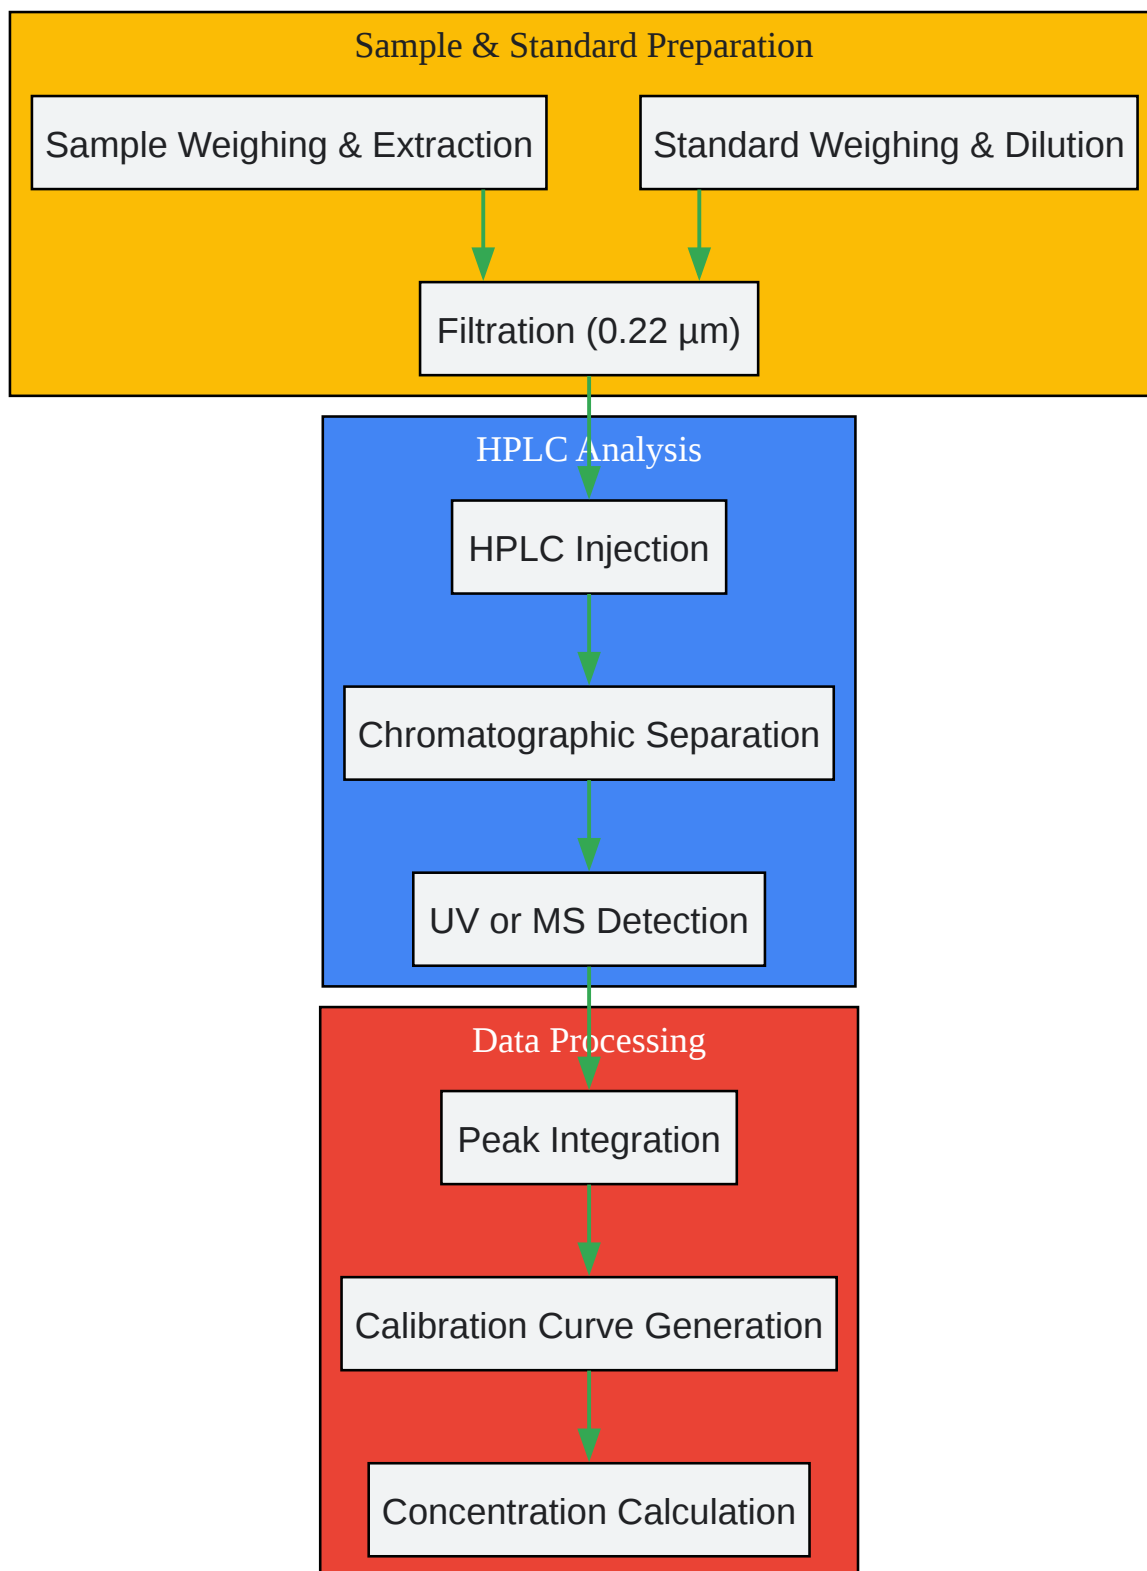 Sample & Standard Preparation
Sample Weighing & Extraction
Standard Weighing & Dilution
Filtration (0.22 µm)
HPLC Analysis
HPLC Injection
Chromatographic Separation
UV or MS Detection
Data Processing
Peak Integration
Calibration Curve Generation
Concentration Calculation